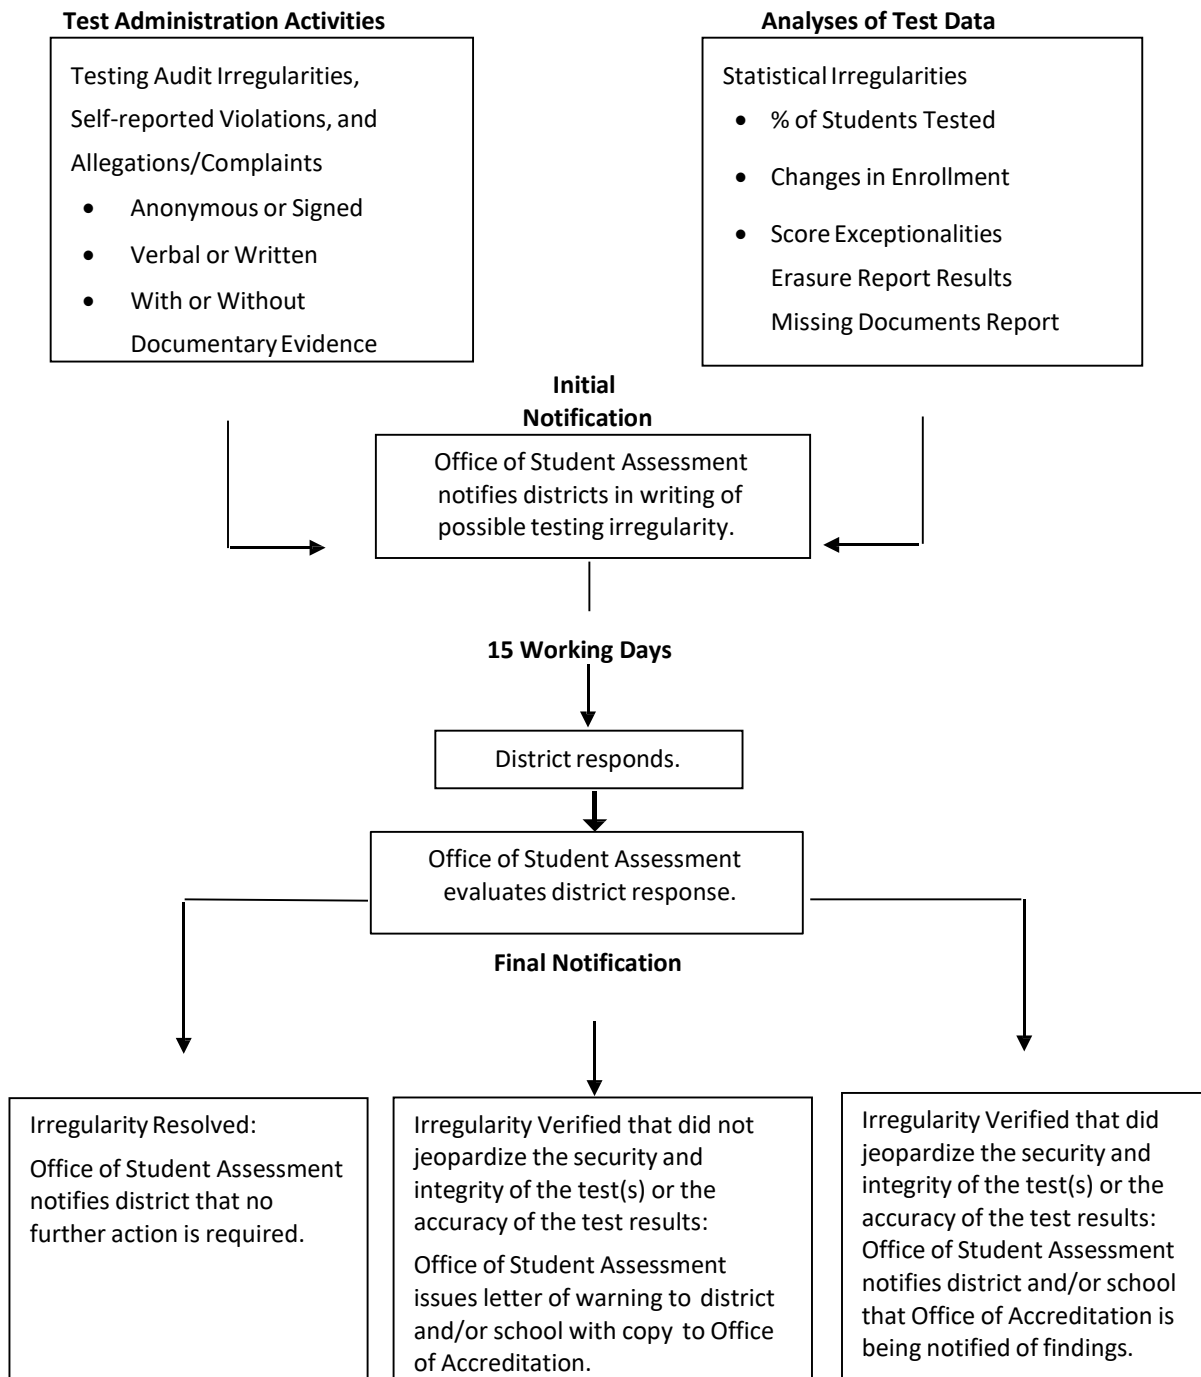 Test Administration Activities
Testing Audit Irregularities,
Self-reported Violations, and
Allegations/Complaints
• Anonymous or Signed
• Verbal or Written
• With or Without
Documentary Evidence
Analyses of Test Data
Statistical Irregularities
• % of Students Tested
• Changes in Enrollment
• Score Exceptionalities
Erasure Report Results
Missing Documents Report
Initial
Notification
Office of Student Assessment
notifies districts in writing of
possible testing irregularity.
15 Working Days
District responds.
Office of Student Assessment
evaluates district response.
Final Notification
Irregularity Resolved:
Office of Student Assessment
notifies district that no
further action is required.
Irregularity Verified that did not
jeopardize the security and
integrity of the test(s) or the
accuracy of the test results:
Office of Student Assessment
issues letter of warning to district
and/or school with copy to Office
of Accreditation.
Irregularity Verified that did
jeopardize the security and
integrity of the test(s) or the
accuracy of the test results:
Office of Student Assessment
notifies district and/or school
that Office of Accreditation is
being notified of findings.